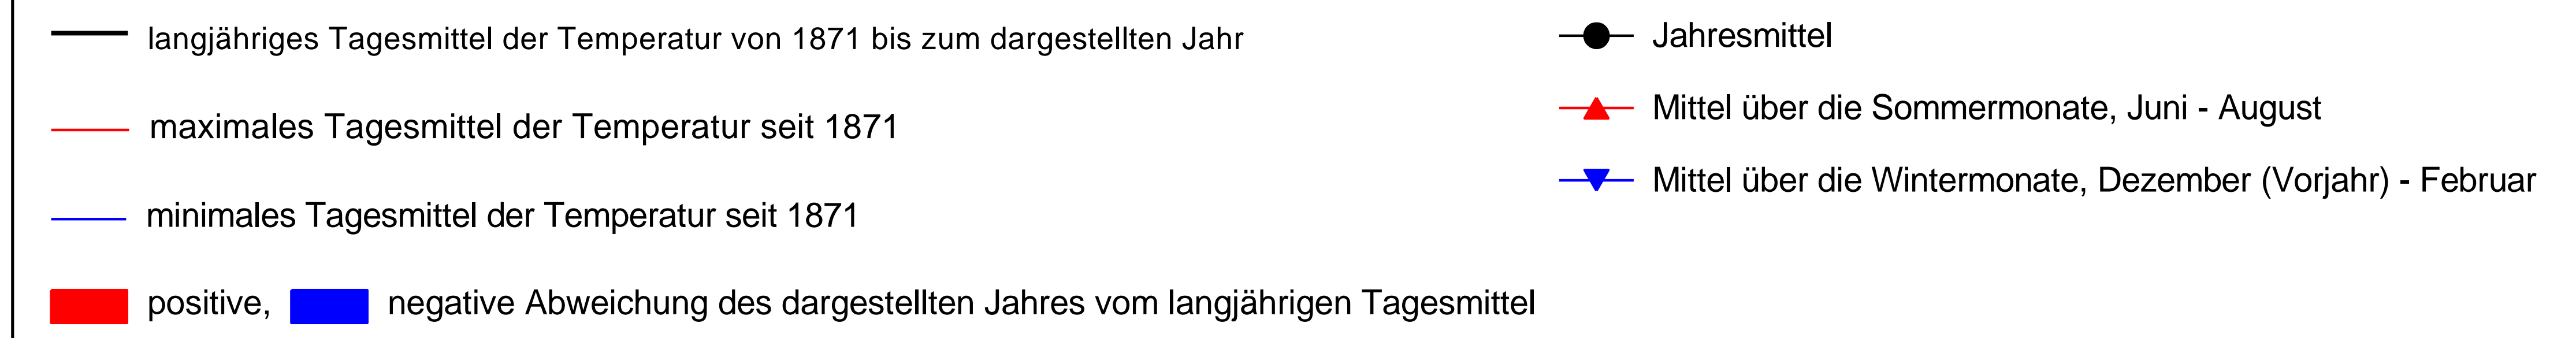 langjähriges Tagesmittel der Temperatur von 1871 bis zum dargestellten Jahr
maximales Tagesmittel der Temperatur seit 1871
minimales Tagesmittel der Temperatur seit 1871
positive, negative Abweichung des dargestellten Jahres vom langjährigen Tagesmittel
Jahresmittel
Mittel über die Sommermonate, Juni - August
Mittel über die Wintermonate, Dezember (Vorjahr) - Februar